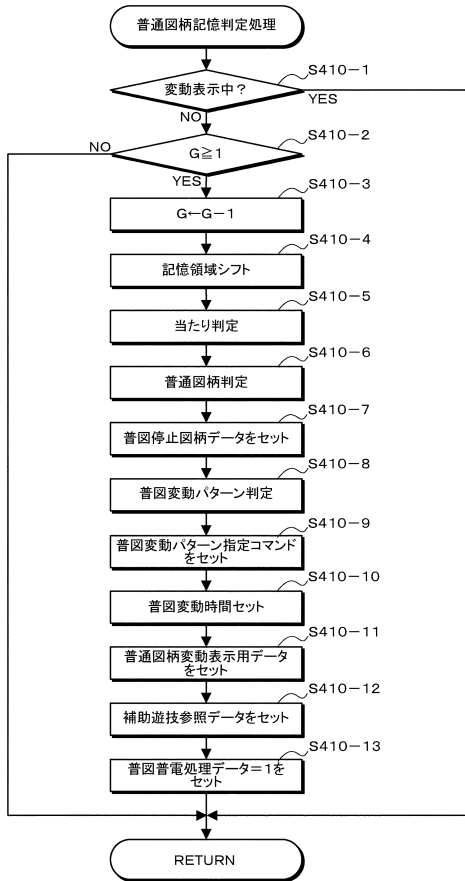 普通図柄記憶判定処理
S410-1
変動表示中?
YES
NO
S410-2
NO
G≧1
YES
S410-3
G←G-1
S410-4
記憶領域シフト
S410-5
当たり判定
S410-6
普通図柄判定
S410-7
普図停止図柄データをセット
S410-8
普図変動パターン判定
S410-9
普図変動パターン指定コマンド
をセット
S410-10
普図変動時間セット
S410-11
普通図柄変動表示用データ
をセット
S410-12
補助遊技参照データをセット
S410-13
普図普電処理データ=1を
セット
RETURN